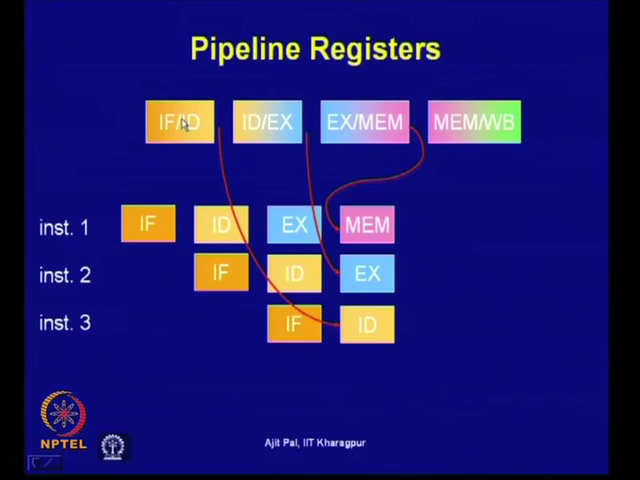 Pipeline Registers
IF/ID ID/EX EX/MEM MEM/WB
inst. 1 IF ID EX MEM
inst. 2 IF ID EX
inst. 3 IF ID
NPTEL
Ajit Pal, IIT Kharagpur